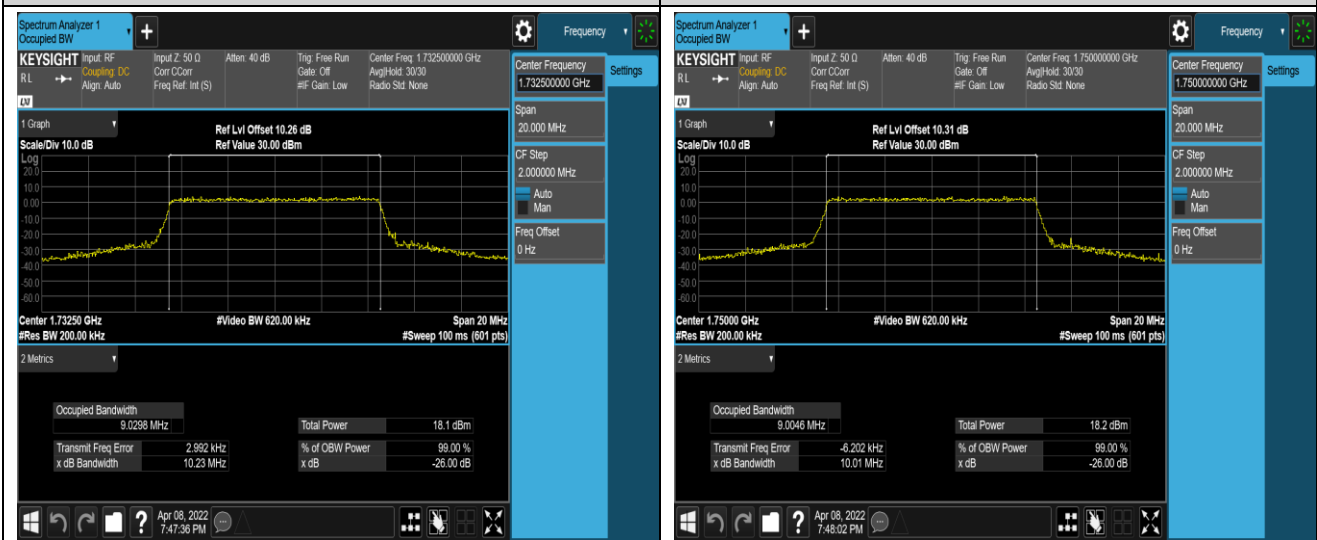 Spectrum Analyzer 1
Occupied BW
+
Frequency
KEYSIGHT Input: RF Input Z: 50 Ω Atten: 40 dB Trig: Free Run Center Freq: 1.732500000 GHz
RL Coupling: DC Corr CCorr Gate: Off Avg|Hold: 30/30
Align: Auto Freq Ref: Int (S) #IF Gain: Low Radio Std: None
LXI
Center Frequency
1.732500000 GHz
Settings
Span
20.000 MHz
CF Step
2.000000 MHz
Auto
Man
Freq Offset
0 Hz
1 Graph
Ref Lvl Offset 10.26 dB
Scale/Div 10.0 dB Ref Value 30.00 dBm
Log
20.0
10.0
0.00
-10.0
-20.0
-30.0
-40.0
-50.0
-60.0
Center 1.73250 GHz #Video BW 620.00 kHz Span 20 MHz
#Res BW 200.00 kHz #Sweep 100 ms (601 pts)
2 Metrics
Occupied Bandwidth
9.0298 MHz Total Power 18.1 dBm
Transmit Freq Error 2.992 kHz % of OBW Power 99.00 %
x dB Bandwidth 10.23 MHz x dB -26.00 dB
? Apr 08, 2022
7:47:36 PM
Spectrum Analyzer 1
Occupied BW
+
Frequency
KEYSIGHT Input: RF Input Z: 50 Ω Atten: 40 dB Trig: Free Run Center Freq: 1.750000000 GHz
RL Coupling: DC Corr CCorr Gate: Off Avg|Hold: 30/30
Align: Auto Freq Ref: Int (S) #IF Gain: Low Radio Std: None
LXI
Center Frequency
1.750000000 GHz
Settings
Span
20.000 MHz
CF Step
2.000000 MHz
Auto
Man
Freq Offset
0 Hz
1 Graph
Ref Lvl Offset 10.31 dB
Scale/Div 10.0 dB Ref Value 30.00 dBm
Log
20.0
10.0
0.00
-10.0
-20.0
-30.0
-40.0
-50.0
-60.0
Center 1.75000 GHz #Video BW 620.00 kHz Span 20 MHz
#Res BW 200.00 kHz #Sweep 100 ms (601 pts)
2 Metrics
Occupied Bandwidth
9.0046 MHz Total Power 18.2 dBm
Transmit Freq Error -6.202 kHz % of OBW Power 99.00 %
x dB Bandwidth 10.01 MHz x dB -26.00 dB
? Apr 08, 2022
7:48:02 PM